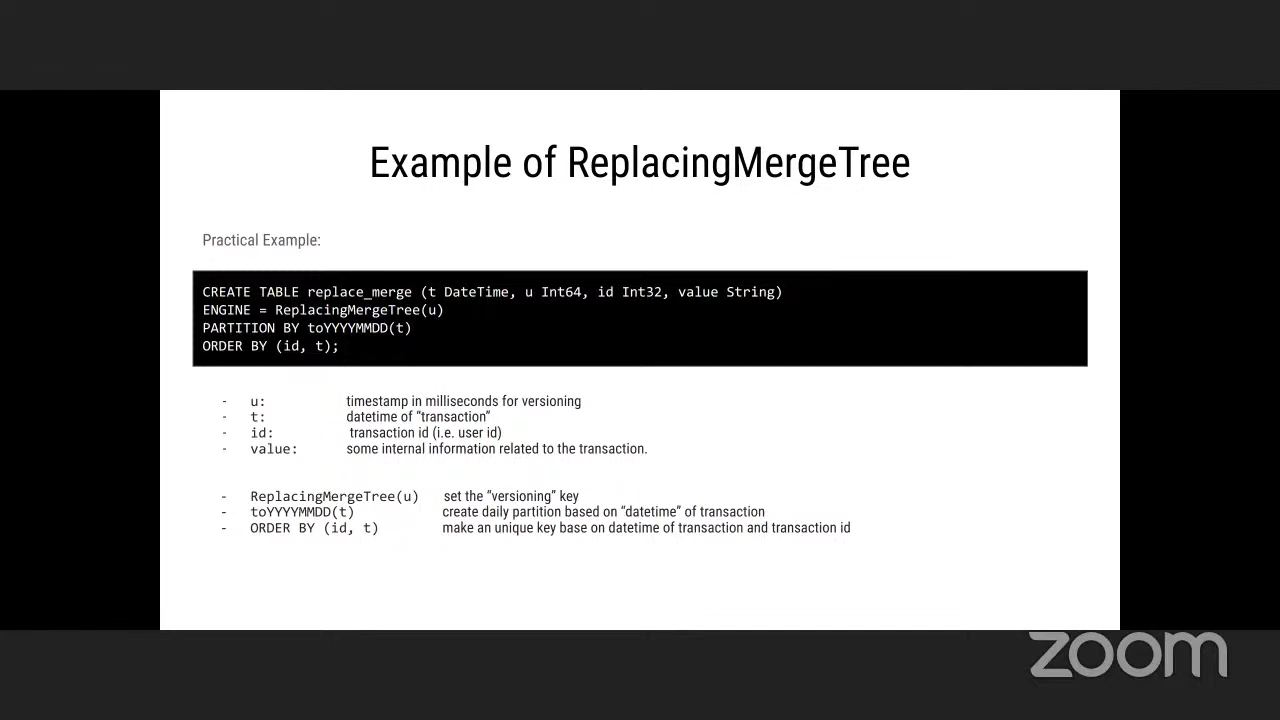 Example of ReplacingMergeTree
Practical Example:
CREATE TABLE replace_merge (t DateTime, u Int64, id Int32, value String)
ENGINE = ReplacingMergeTree(u)
PARTITION BY toYYYYMMDD(t)
ORDER BY (id, t);
- u: timestamp in milliseconds for versioning
- t: datetime of “transaction”
- id: transaction id (i.e. user id)
- value: some internal information related to the transaction.
- ReplacingMergeTree(u) set the “versioning” key
- toYYYYMMDD(t) create daily partition based on “datetime” of transaction
- ORDER BY (id, t) make an unique key base on datetime of transaction and transaction id
zoom